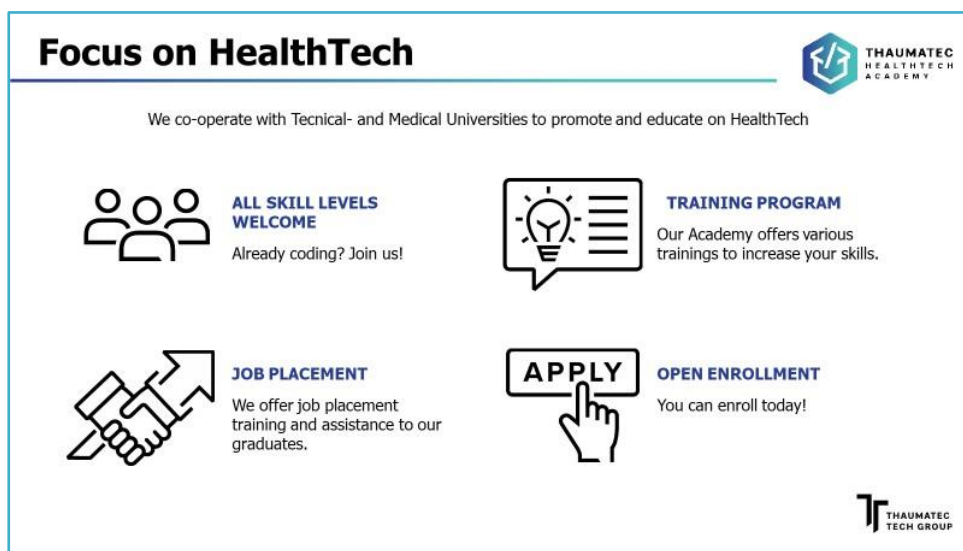 Focus on HealthTech
THAUMATEC
HEALTHTECH
ACADEMY
We co-operate with Tecnical- and Medical Universities to promote and educate on HealthTech
ALL SKILL LEVELS
WELCOME
Already coding? Join us!
TRAINING PROGRAM
Our Academy offers various
trainings to increase your skills.
JOB PLACEMENT
We offer job placement
training and assistance to our
graduates.
APPLY
OPEN ENROLLMENT
You can enroll today!
THAUMATEC
TECH GROUP